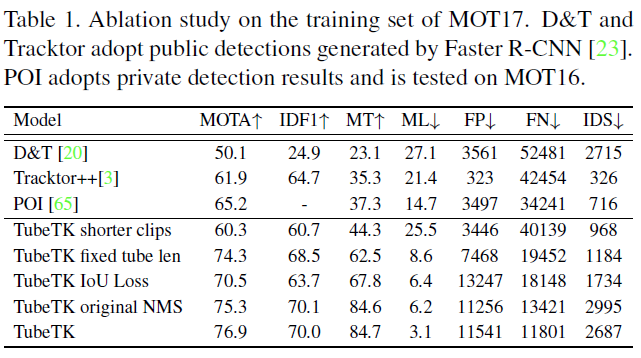 Table 1. Ablation study on the training set of MOT17. D&T and
Tracktor adopt public detections generated by Faster R-CNN [23].
POI adopts private detection results and is tested on MOT16.
Model MOTA↑ IDF1↑ MT↑ ML↓ FP↓ FN↓ IDS↓
D&T [20] 50.1 24.9 23.1 27.1 3561 52481 2715
Tracktor++[3] 61.9 64.7 35.3 21.4 323 42454 326
POI [65] 65.2 - 37.3 14.7 3497 34241 716
TubeTK shorter clips 60.3 60.7 44.3 25.5 3446 40139 968
TubeTK fixed tube len 74.3 68.5 62.5 8.6 7468 19452 1184
TubeTK IoU Loss 70.5 63.7 67.8 6.4 13247 18148 1734
TubeTK original NMS 75.3 70.1 84.6 6.2 11256 13421 2995
TubeTK 76.9 70.0 84.7 3.1 11541 11801 2687